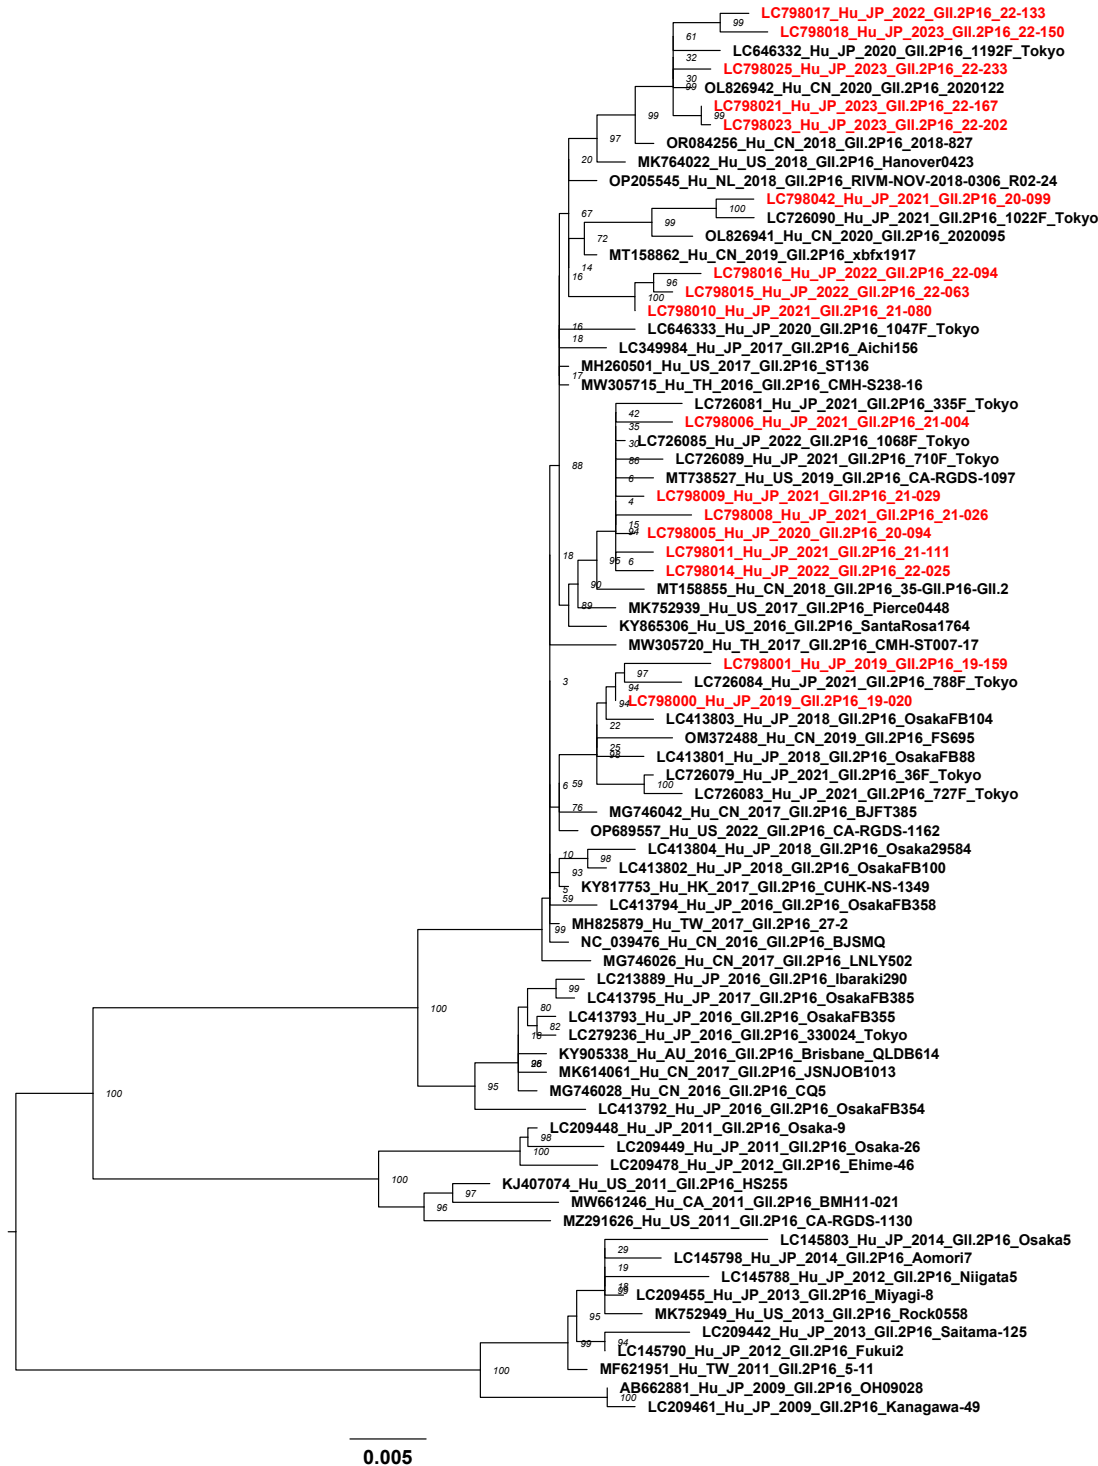 LC798017_Hu_JP_2022_GII.2P16_22-133
99
LC798018_Hu_JP_2023_GII.2P16_22-150
61
LC646332_Hu_JP_2020_GII.2P16_1192F_Tokyo
32
LC798025_Hu_JP_2023_GII.2P16_22-233
30
99
OL826942_Hu_CN_2020_GII.2P16_2020122
LC798021_Hu_JP_2023_GII.2P16_22-167
99
99
LC798023_Hu_JP_2023_GII.2P16_22-202
97
OR084256_Hu_CN_2018_GII.2P16_2018-827
20
MK764022_Hu_US_2018_GII.2P16_Hanover0423
OP205545_Hu_NL_2018_GII.2P16_RIVM-NOV-2018-0306_R02-24
LC798042_Hu_JP_2021_GII.2P16_20-099
100
67
LC726090_Hu_JP_2021_GII.2P16_1022F_Tokyo
99
72
OL826941_Hu_CN_2020_GII.2P16_2020095
MT158862_Hu_CN_2019_GII.2P16_xbfx1917
14
16
LC798016_Hu_JP_2022_GII.2P16_22-094
96
LC798015_Hu_JP_2022_GII.2P16_22-063
100
LC798010_Hu_JP_2021_GII.2P16_21-080
16
LC646333_Hu_JP_2020_GII.2P16_1047F_Tokyo
18
LC349984_Hu_JP_2017_GII.2P16_Aichi156
MH260501_Hu_US_2017_GII.2P16_ST136
17
MW305715_Hu_TH_2016_GII.2P16_CMH-S238-16
LC726081_Hu_JP_2021_GII.2P16_335F_Tokyo
42
LC798006_Hu_JP_2021_GII.2P16_21-004
35
30
LC726085_Hu_JP_2022_GII.2P16_1068F_Tokyo
86
LC726089_Hu_JP_2021_GII.2P16_710F_Tokyo
88
6
MT738527_Hu_US_2019_GII.2P16_CA-RGDS-1097
4
LC798009_Hu_JP_2021_GII.2P16_21-029
LC798008_Hu_JP_2021_GII.2P16_21-026
15
94
LC798005_Hu_JP_2020_GII.2P16_20-094
LC798011_Hu_JP_2021_GII.2P16_21-111
18
95
6
LC798014_Hu_JP_2022_GII.2P16_22-025
90
MT158855_Hu_CN_2018_GII.2P16_35-GII.P16-GII.2
89
MK752939_Hu_US_2017_GII.2P16_Pierce0448
KY865306_Hu_US_2016_GII.2P16_SantaRosa1764
MW305720_Hu_TH_2017_GII.2P16_CMH-ST007-17
LC798001_Hu_JP_2019_GII.2P16_19-159
97
3
LC726084_Hu_JP_2021_GII.2P16_788F_Tokyo
94
94
LC798000_Hu_JP_2019_GII.2P16_19-020
22
LC413803_Hu_JP_2018_GII.2P16_OsakaFB104
OM372488_Hu_CN_2019_GII.2P16_FS695
25
98
LC413801_Hu_JP_2018_GII.2P16_OsakaFB88
LC726079_Hu_JP_2021_GII.2P16_36F_Tokyo
6
59
100
LC726083_Hu_JP_2021_GII.2P16_727F_Tokyo
76
MG746042_Hu_CN_2017_GII.2P16_BJFT385
OP689557_Hu_US_2022_GII.2P16_CA-RGDS-1162
LC413804_Hu_JP_2018_GII.2P16_Osaka29584
10
98
93
LC413802_Hu_JP_2018_GII.2P16_OsakaFB100
5
KY817753_Hu_HK_2017_GII.2P16_CUHK-NS-1349
59
LC413794_Hu_JP_2016_GII.2P16_OsakaFB358
MH825879_Hu_TW_2017_GII.2P16_27-2
99
NC_039476_Hu_CN_2016_GII.2P16_BJSMQ
MG746026_Hu_CN_2017_GII.2P16_LNLY502
LC213889_Hu_JP_2016_GII.2P16_Ibaraki290
99
LC413795_Hu_JP_2017_GII.2P16_OsakaFB385
100
80
LC413793_Hu_JP_2016_GII.2P16_OsakaFB355
82
LC279236_Hu_JP_2016_GII.2P16_330024_Tokyo
KY905338_Hu_AU_2016_GII.2P16_Brisbane_QLDB614
MK614061_Hu_CN_2017_GII.2P16_JSNJOB1013
95
MG746028_Hu_CN_2016_GII.2P16_CQ5
100
LC413792_Hu_JP_2016_GII.2P16_OsakaFB354
LC209448_Hu_JP_2011_GII.2P16_Osaka-9
98
LC209449_Hu_JP_2011_GII.2P16_Osaka-26
100
LC209478_Hu_JP_2012_GII.2P16_Ehime-46
100
KJ407074_Hu_US_2011_GII.2P16_HS255
97
MW661246_Hu_CA_2011_GII.2P16_BMH11-021
96
MZ291626_Hu_US_2011_GII.2P16_CA-RGDS-1130
LC145803_Hu_JP_2014_GII.2P16_Osaka5
29
LC145798_Hu_JP_2014_GII.2P16_Aomori7
19
LC145788_Hu_JP_2012_GII.2P16_Niigata5
LC209455_Hu_JP_2013_GII.2P16_Miyagi-8
95
MK752949_Hu_US_2013_GII.2P16_Rock0558
LC209442_Hu_JP_2013_GII.2P16_Saitama-125
99
94
LC145790_Hu_JP_2012_GII.2P16_Fukui2
100
MF621951_Hu_TW_2011_GII.2P16_5-11
AB662881_Hu_JP_2009_GII.2P16_OH09028
100
LC209461_Hu_JP_2009_GII.2P16_Kanagawa-49
0.005